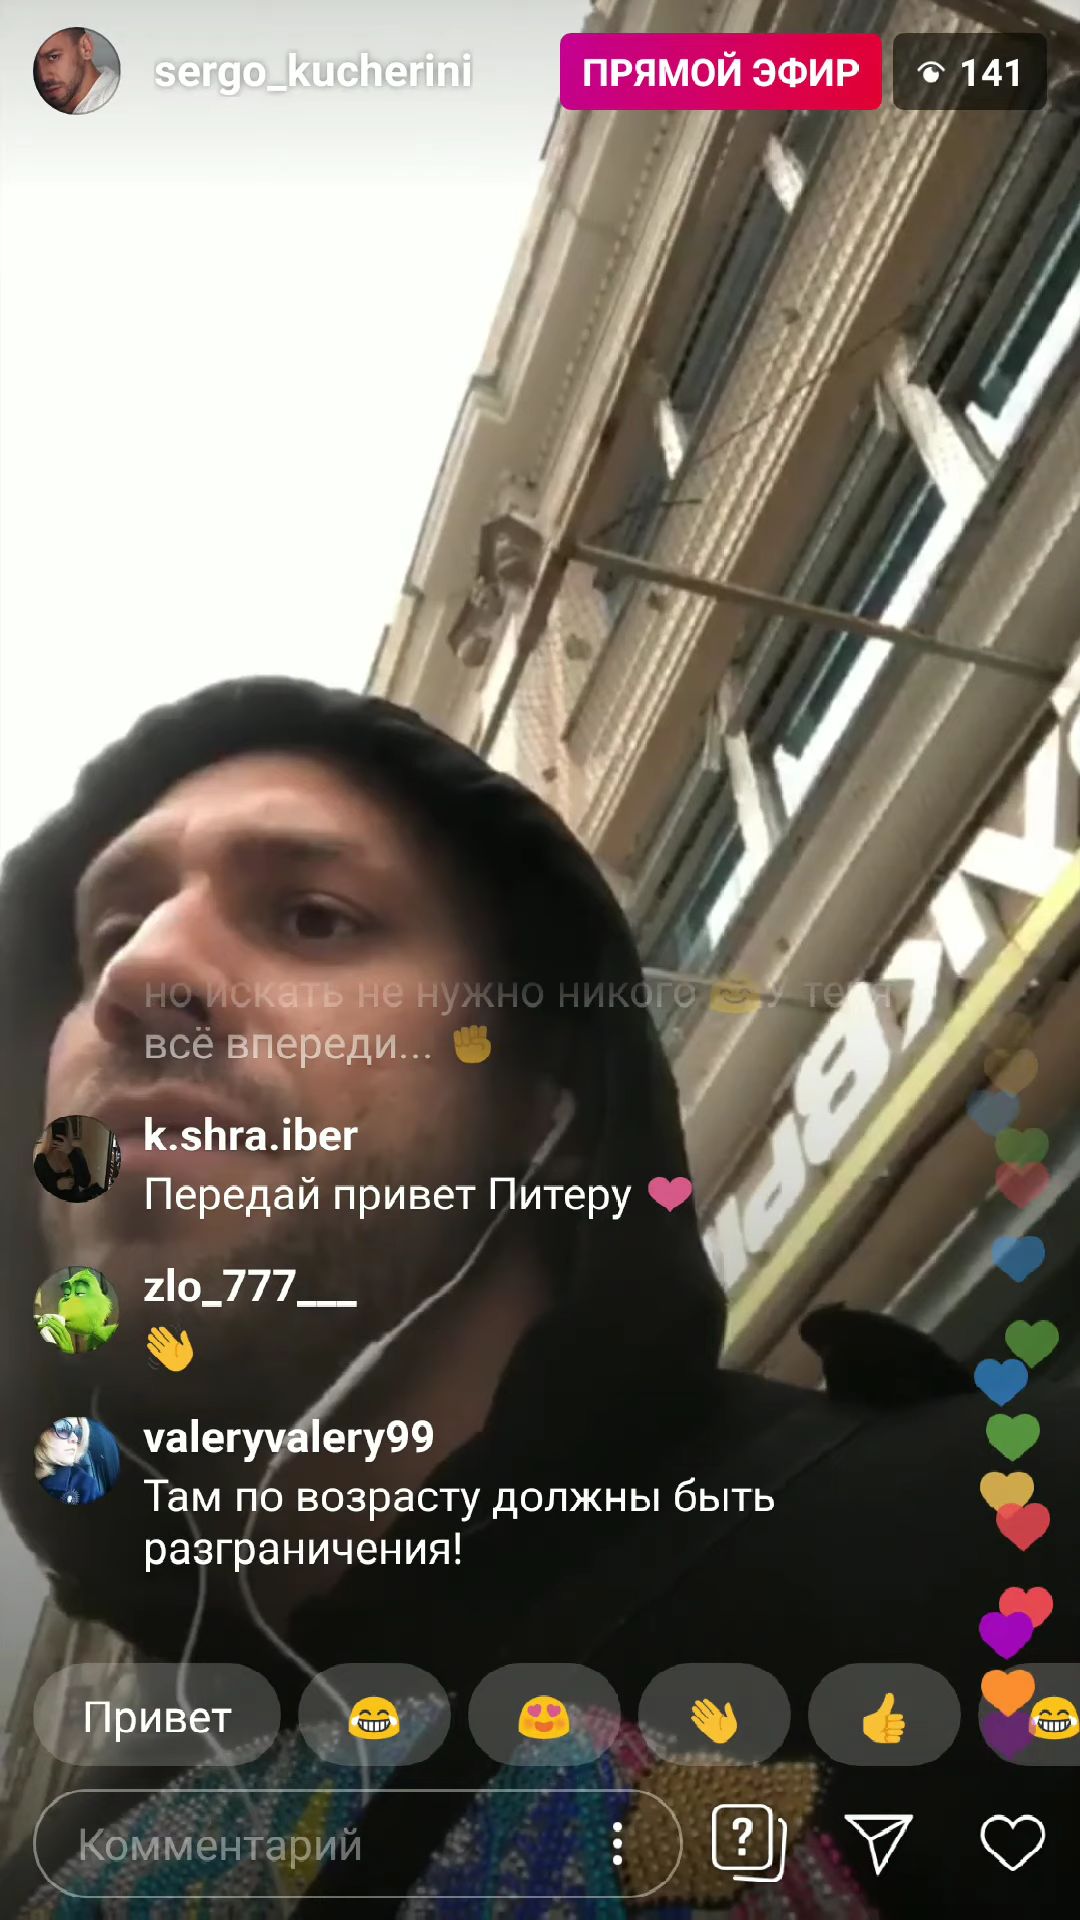 sergo_kucherini
ПРЯМОЙ ЭФИР
141
но искать не нужно никого 😊 У тебя
всё впереди... ✊
k.shra.iber
Передай привет Питеру ❤
zlo_777___
👋
valeryvalery99
Там по возрасту должны быть
разграничения!
Привет 😂 😍 👋 👍 😂
Комментарий
?